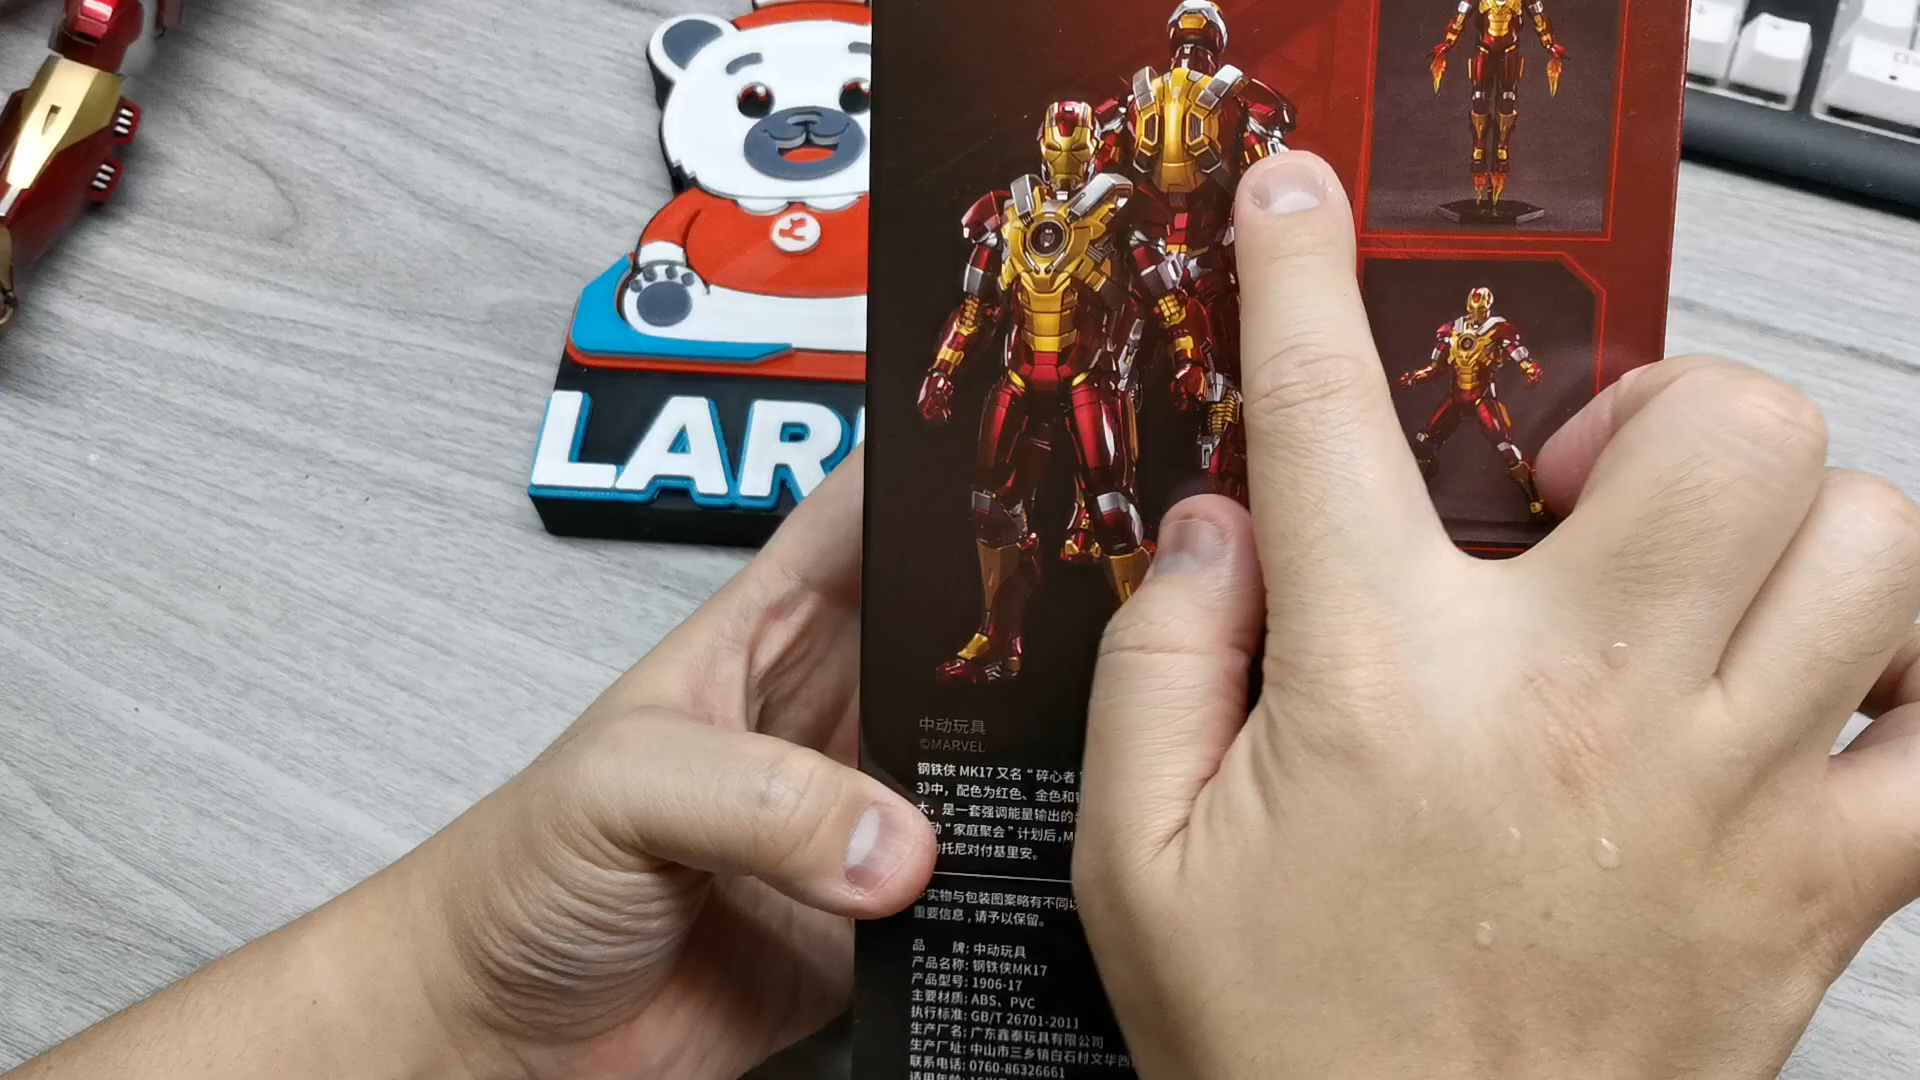 LAR
中动玩具
©MARVEL
钢铁侠 MK17 又名“碎心者”
3》中，配色为红色、金色和
大，是一套强调能量输出的
动“家庭聚会”计划后，M
托尼对付基里安。
实物与包装图案略有不同
重要信息，请予以保留。
品 牌: 中动玩具
产品名称: 钢铁侠MK17
产品型号: 1906-17
主要材质: ABS、PVC
执行标准: GB/T 26701-2011
生产厂名: 广东鑫泰玩具有限公司
生产厂址: 中山市三乡镇白石村文华西
联系电话: 0760-86326661
适用年龄: